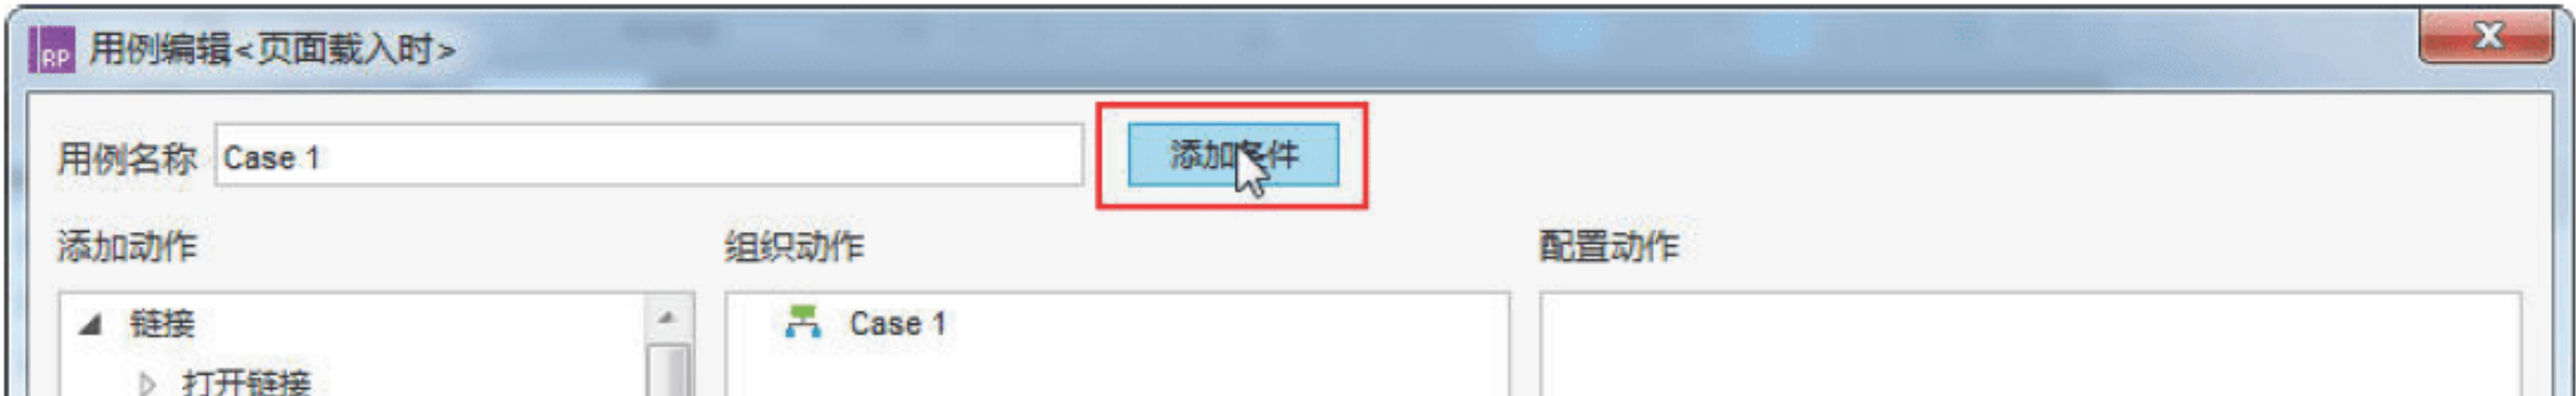 RP 用例编辑<页面载入时>
用例名称 Case 1 添加条件
添加动作 组织动作 配置动作
链接 Case 1
打开链接